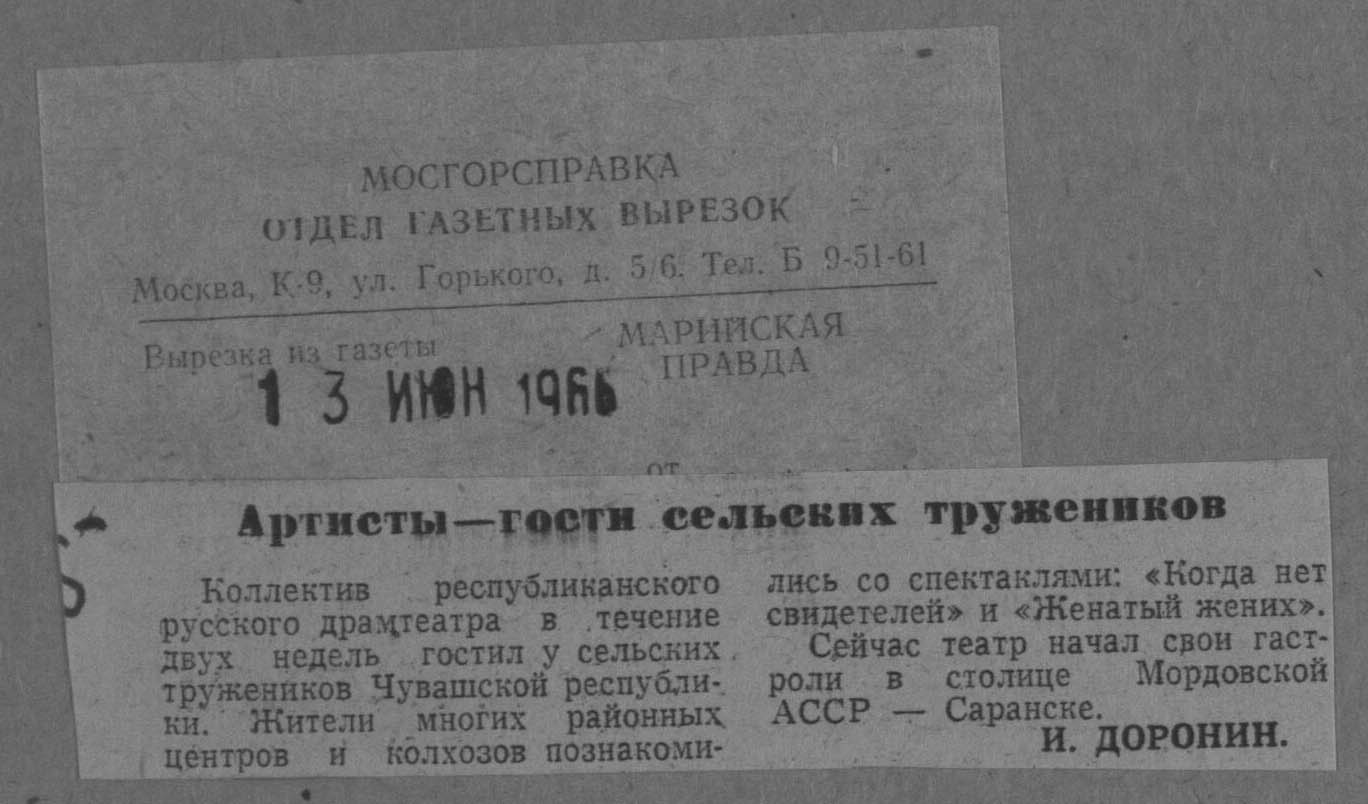 МОСГОРСПРАВКА
ОТДЕЛ ГАЗЕТНЫХ ВЫРЕЗОК
Москва, К-9, ул. Горького, д. 5/6. Тел. Б 9-51-61
Вырезка из газеты
МАРИЙСКАЯ
ПРАВДА
13 ИЮН 1966
от
Артисты—гости сельских тружеников
Коллектив республиканского
русского драмтеатра в течение
двух недель гостил у сельских
тружеников Чувашской республи-
ки. Жители многих районных
центров и колхозов познакоми-
лись со спектаклями: «Когда нет
свидетелей» и «Женатый жених».
Сейчас театр начал свои гаст-
роли в столице Мордовской
АССР — Саранске.
И. ДОРОНИН.